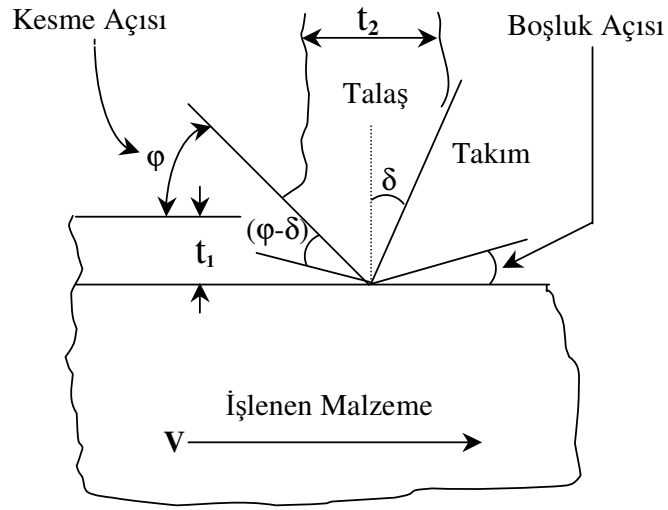 Kesme Açısı
t2
Boşluk Açısı
Talaş
Takım
φ
δ
(φ-δ)
t1
İşlenen Malzeme
V